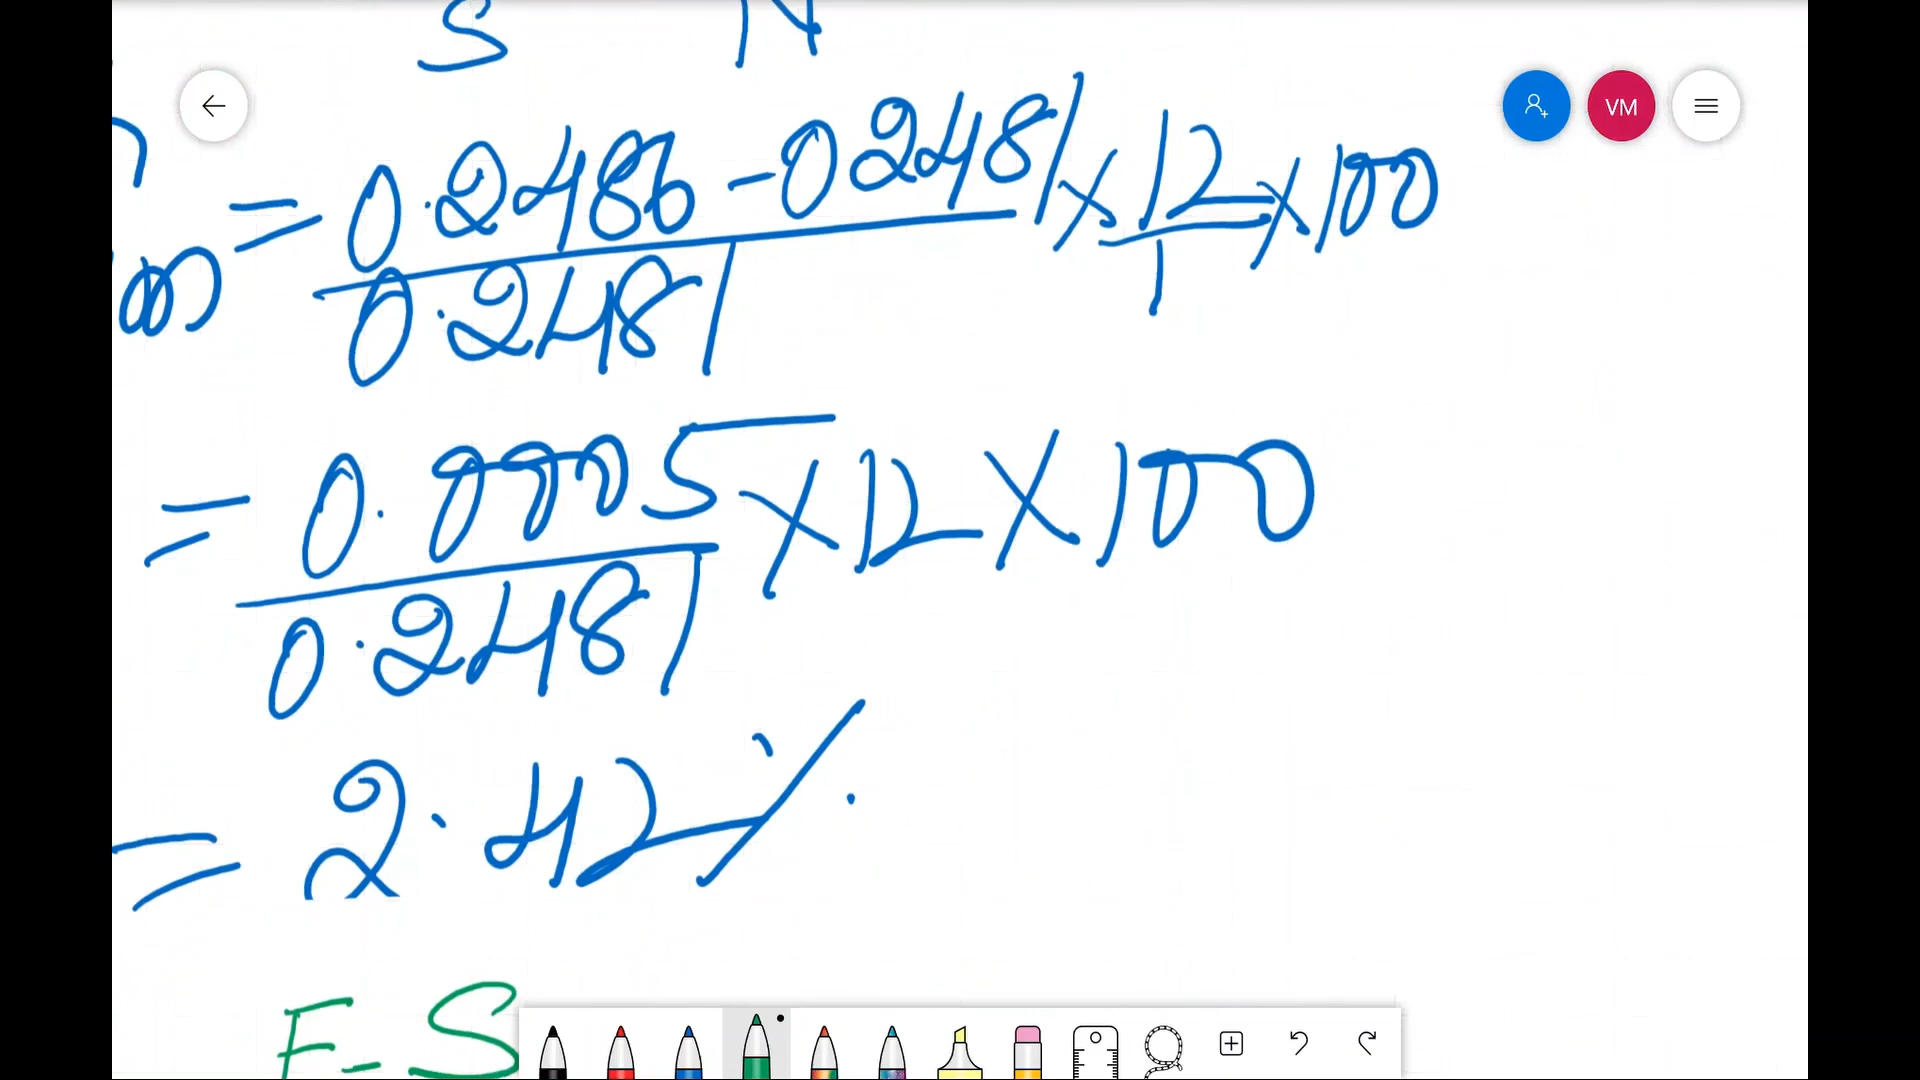 S N
VM
= 0.2486 - 0 2481 / 0.2481 × 12 / 1 × 100
= 0.0005 / 0.2481 × 12 × 100
= 2.42%
F - S